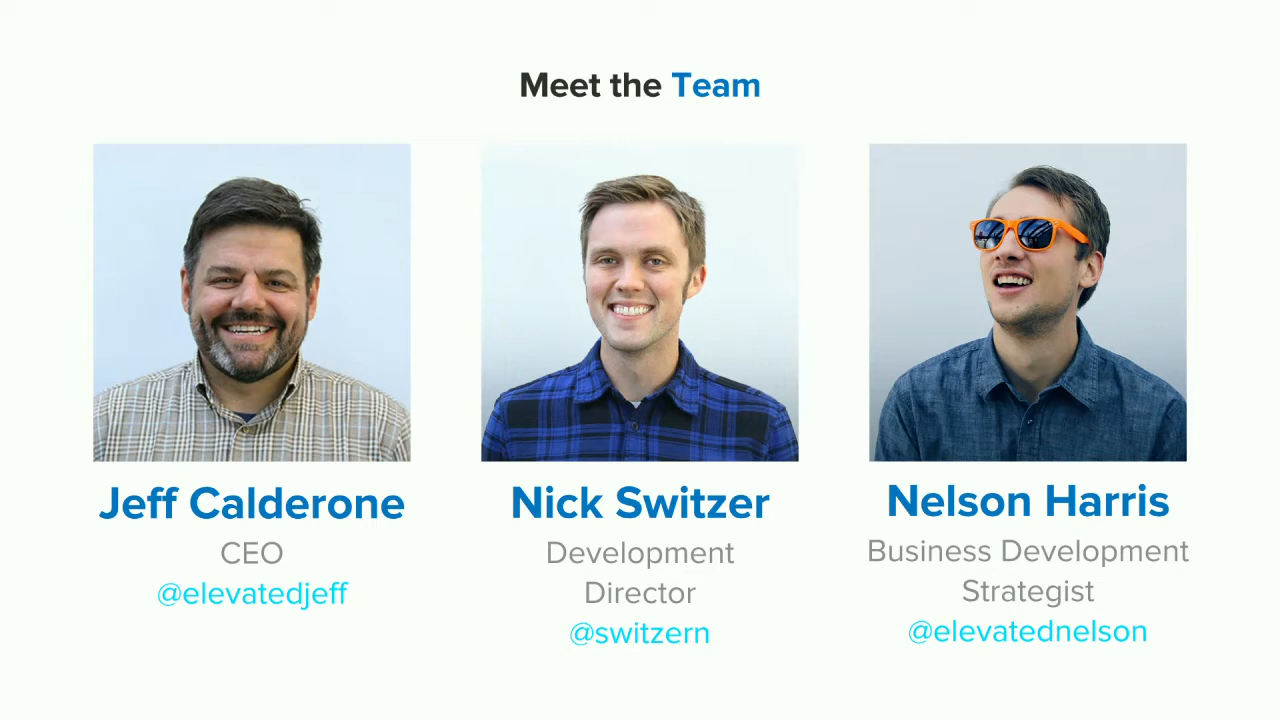 Meet the Team
Jeff Calderone
CEO
@elevatedjeff
Nick Switzer
Development
Director
@switzern
Nelson Harris
Business Development
Strategist
@elevatednelson